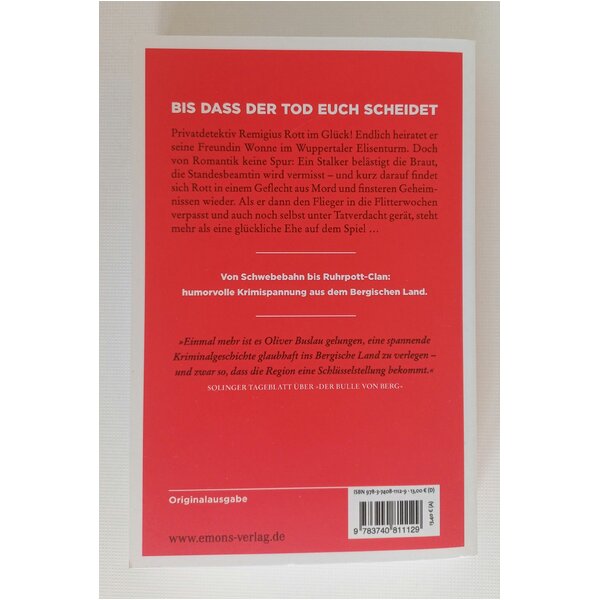 BIS DASS DER TOD EUCH SCHEIDET
Privatdetektiv Remigius Rott im Glück! Endlich heiratet er
seine Freundin Wonne im Wuppertaler Elisenturm. Doch
von Romantik keine Spur: Ein Stalker belästigt die Braut,
die Standesbeamtin wird vermisst – und kurz darauf findet
sich Rott in einem Geflecht aus Mord und finsteren Geheim-
nissen wieder. Als er dann den Flieger in die Flitterwochen
verpasst und auch noch selbst unter Tatverdacht gerät, steht
mehr als eine glückliche Ehe auf dem Spiel …
Von Schwebebahn bis Ruhrpott-Clan:
humorvolle Krimispannung aus dem Bergischen Land.
»Einmal mehr ist es Oliver Buslau gelungen, eine spannende
Kriminalgeschichte glaubhaft ins Bergische Land zu verlegen –
und zwar so, dass die Region eine Schlüsselstellung bekommt.«
SOLINGER TAGEBLATT ÜBER ›DER BULLE VON BERG‹
Originalausgabe
www.emons-verlag.de
ISBN 978-3-7408-1112-9 · 13,00 € (D)
13,40 € (A)
9 783740 811129